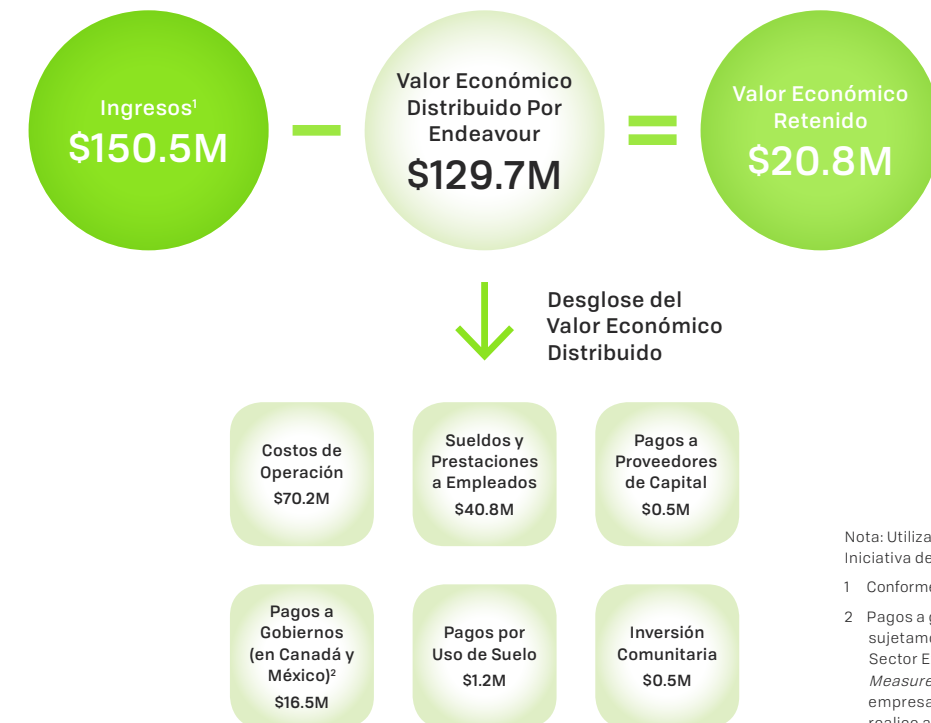 Ingresos¹
$150.5M
Valor Económico
Distribuido Por
Endeavour
$129.7M
Valor Económico
Retenido
$20.8M
Desglose del
Valor Económico
Distribuido
Costos de
Operación
$70.2M
Sueldos y
Prestaciones
a Empleados
$40.8M
Pagos a
Proveedores
de Capital
$0.5M
Pagos a
Gobiernos
(en Canadá y
México)²
$16.5M
Pagos por
Uso de Suelo
$1.2M
Inversión
Comunitaria
$0.5M
Nota: Utiliza
Iniciativa de
1 Conforme
2 Pagos a g
sujetamo
Sector E
Measure
empresa